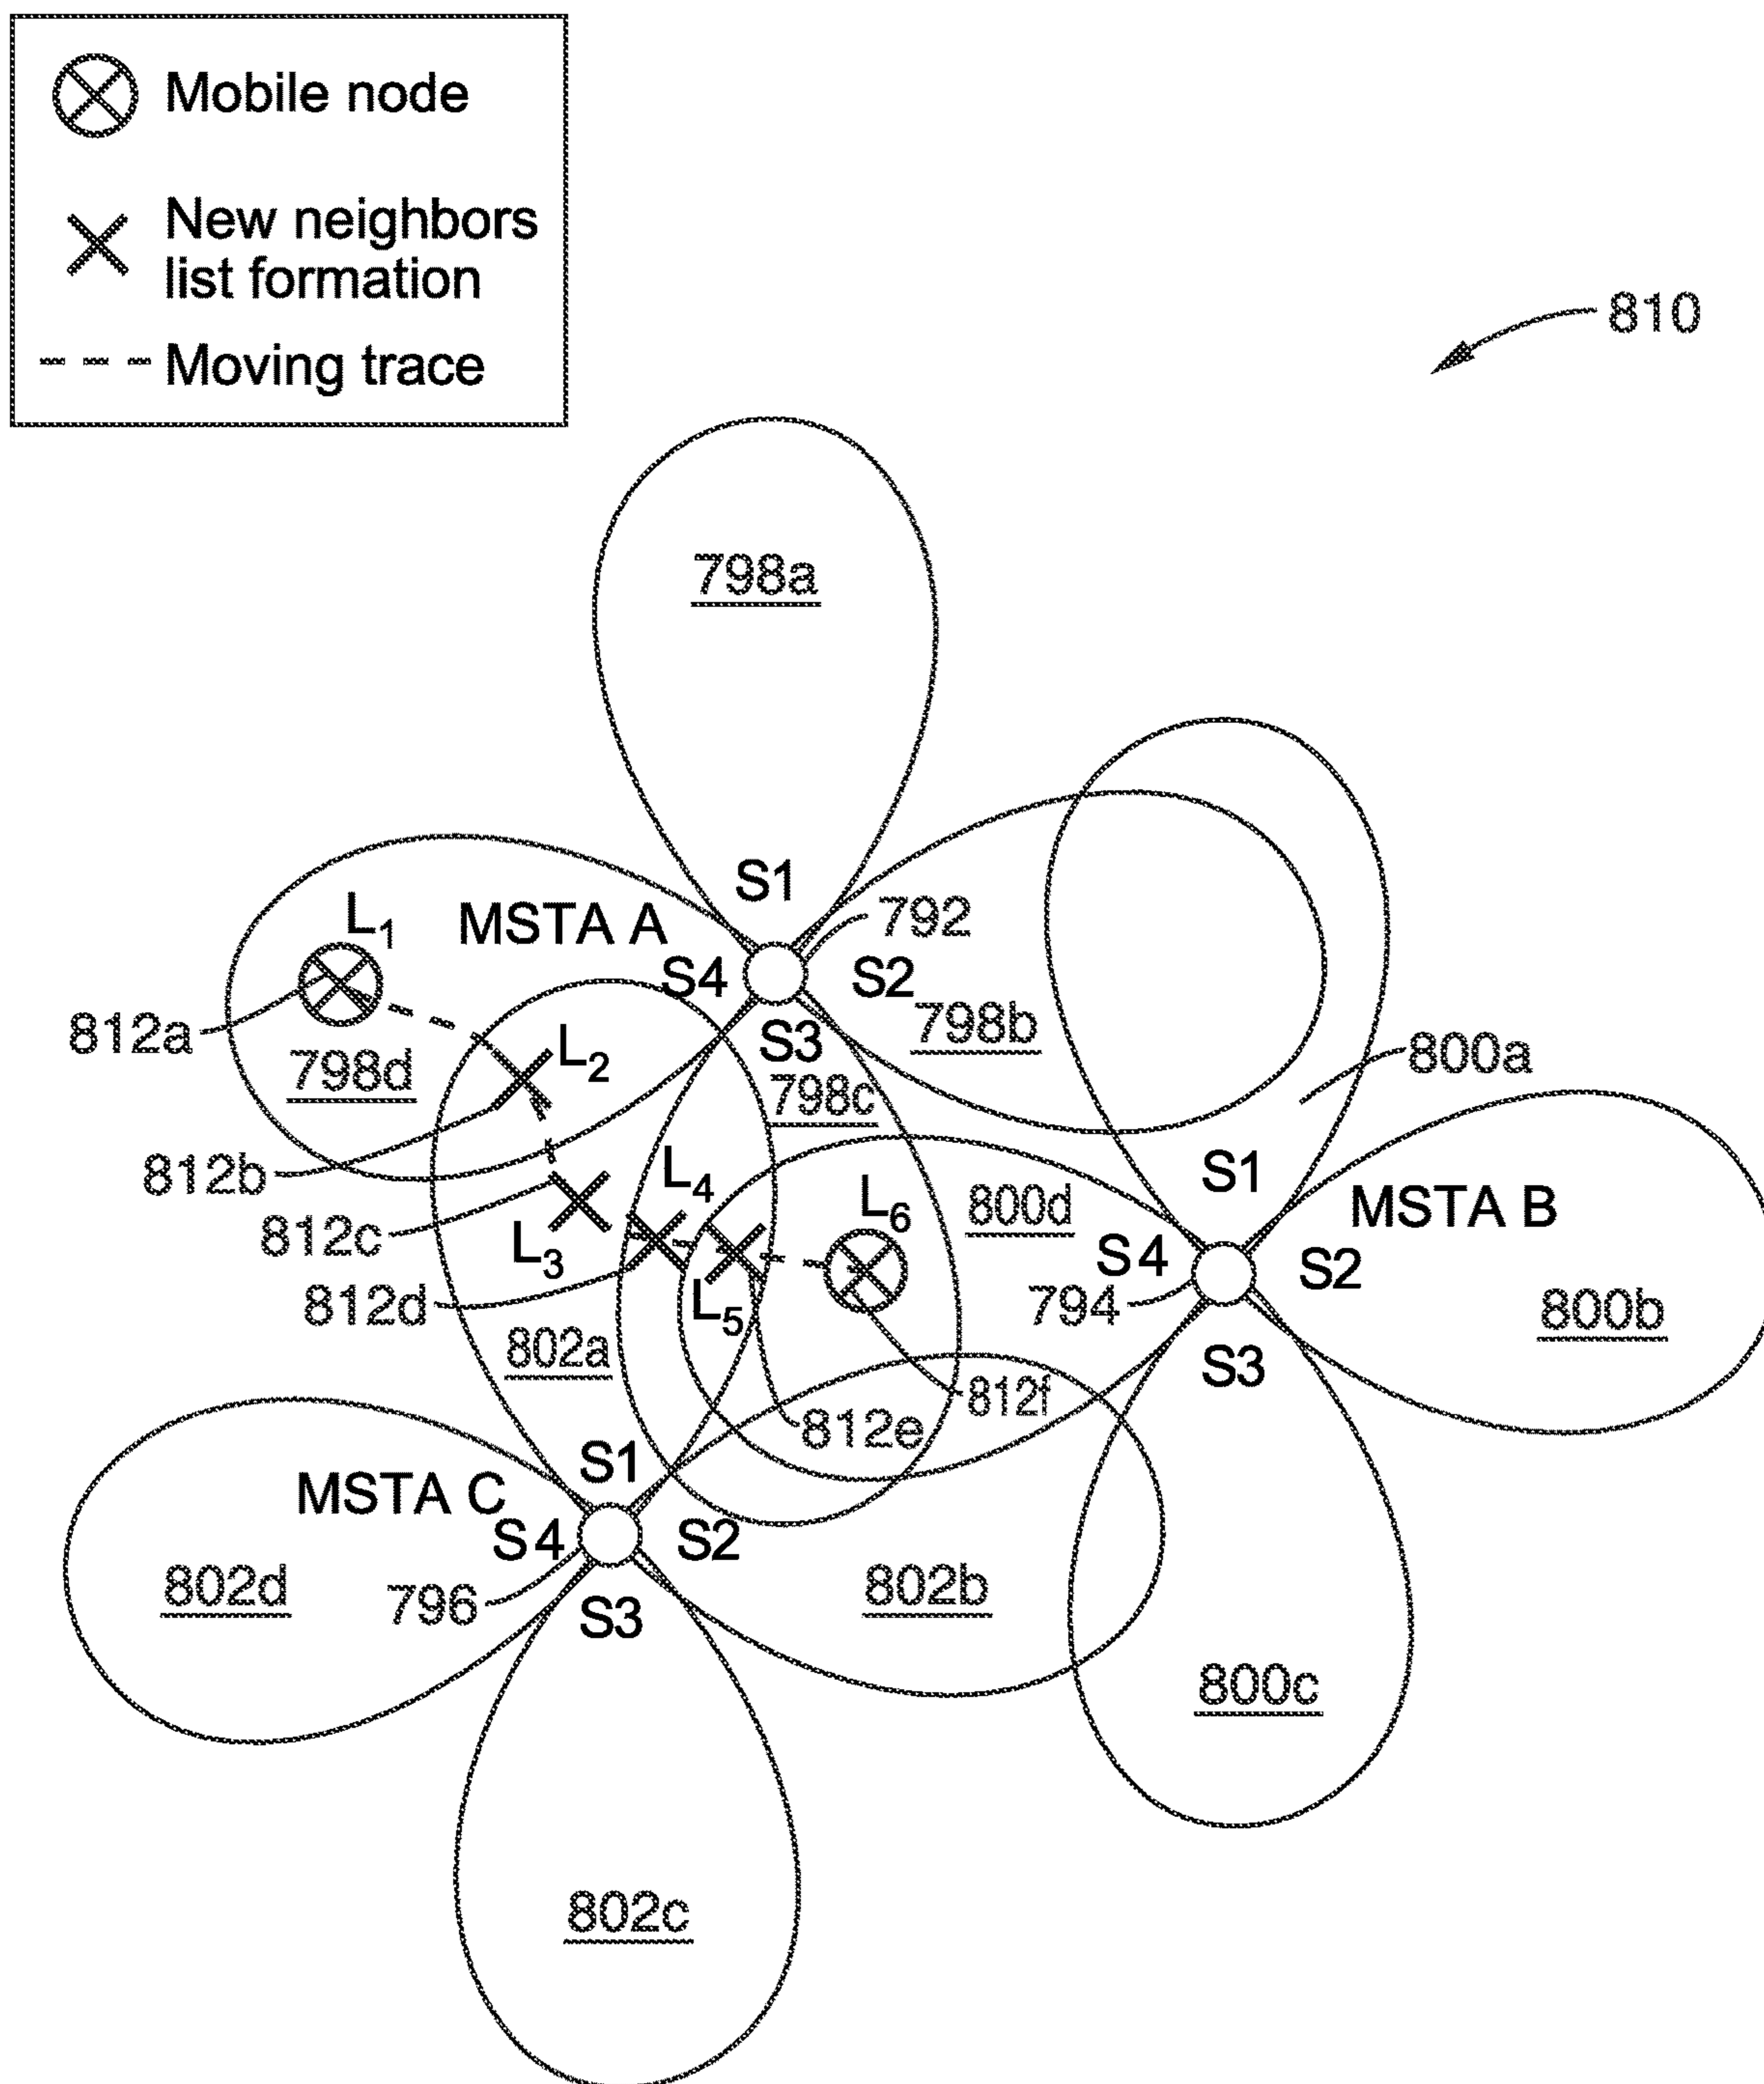 Mobile node
New neighbors
list formation
Moving trace
810
798a
S1
792
L1
MSTA A
S4
S2
812a
798d
L2
S3
798b
798c
800a
812b
L4
S1
812c
L3
L6
800d
MSTA B
S4
S2
812d
L5
794
800b
802a
S3
812f
812e
S1
MSTA C
S4
S2
802d
796
S3
802b
800c
802c